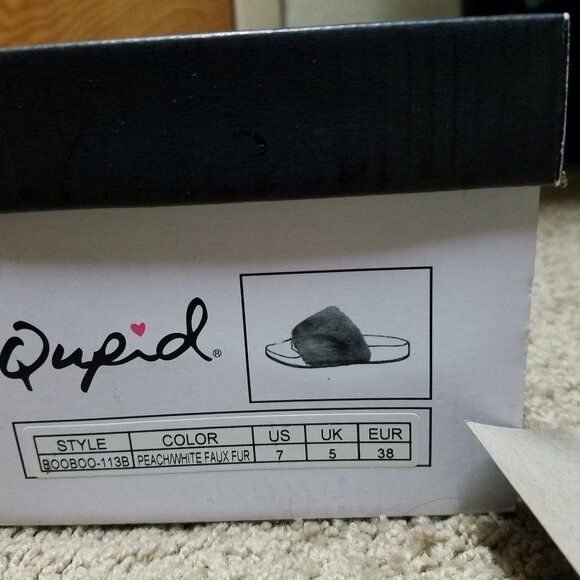 Qupid®
STYLE COLOR US UK EUR
BOOBOO-113B PEACH/WHITE FAUX FUR 7 5 38